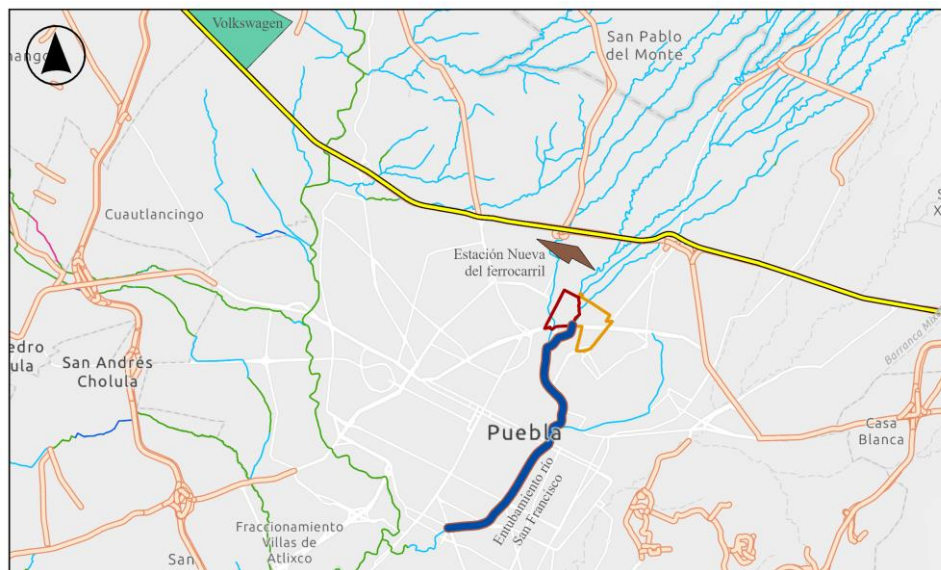 Volkswagen
San Pablo
del Monte
Cuautlancingo
Estación Nueva
del ferrocarril
San Andrés
Cholula
Puebla
Casa
Blanca
Entubamiento río
San Francisco
Fraccionamiento
Villas de
Atlixco
San
Barranca